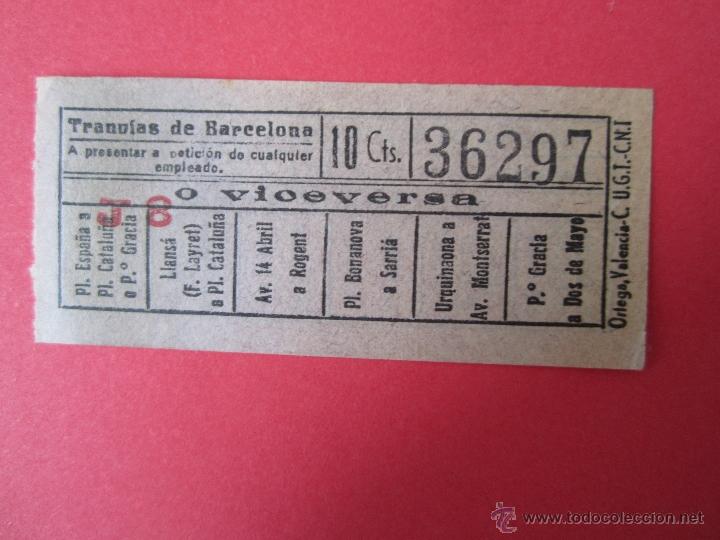 Tranvías de Barcelona
A presentar a petición de cualquier
empleado.
10 Cts.
36297
o viceversa
8
Pl. España a
Pl. Cataluña
o P.º Gracia
Llansá
(F. Layret)
a Pl. Cataluña
Av. 14 Abril
a Rogent
Pl. Bonanova
a Sarriá
Urquinaona a
Av. Montserrat
P.º Gracia
a Dos de Mayo
Ortega, Valencia-C. U.G.T.-C.N.T
www.todocoleccion.net